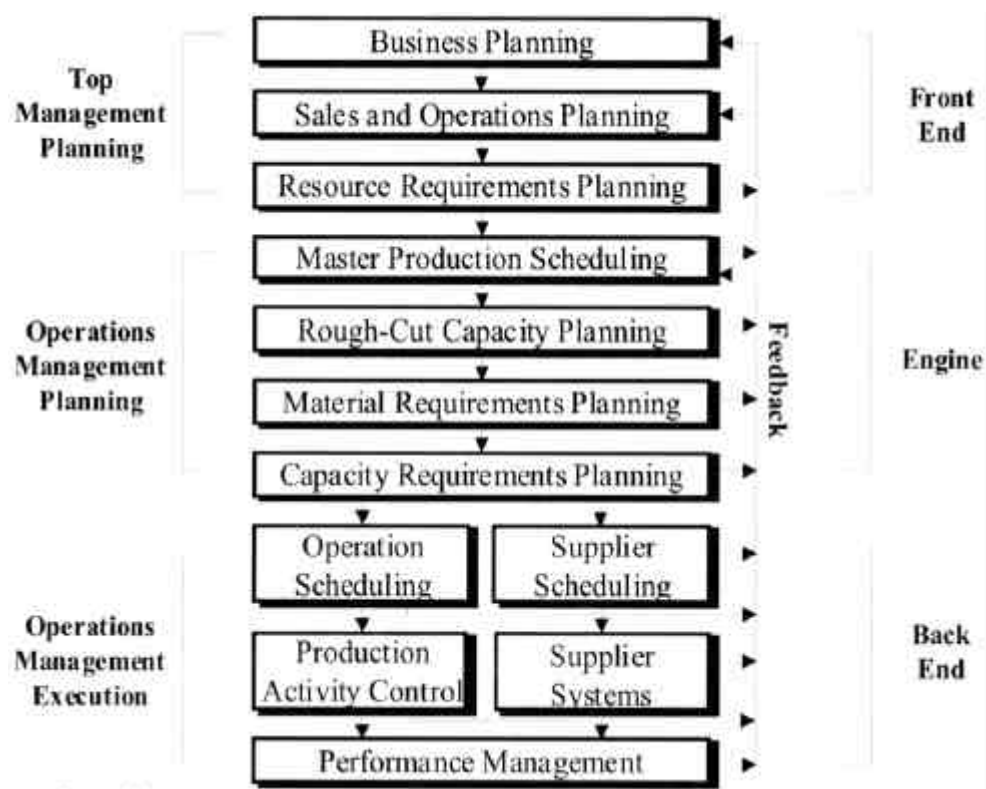 Business Planning
Top
Management
Planning
Sales and Operations Planning
Front
End
Resource Requirements Planning
Master Production Scheduling
Operations
Management
Planning
Rough-Cut Capacity Planning
Feedback
Engine
Material Requirements Planning
Capacity Requirements Planning
Operation
Scheduling
Supplier
Scheduling
Operations
Management
Execution
Production
Activity Control
Supplier
Systems
Back
End
Performance Management